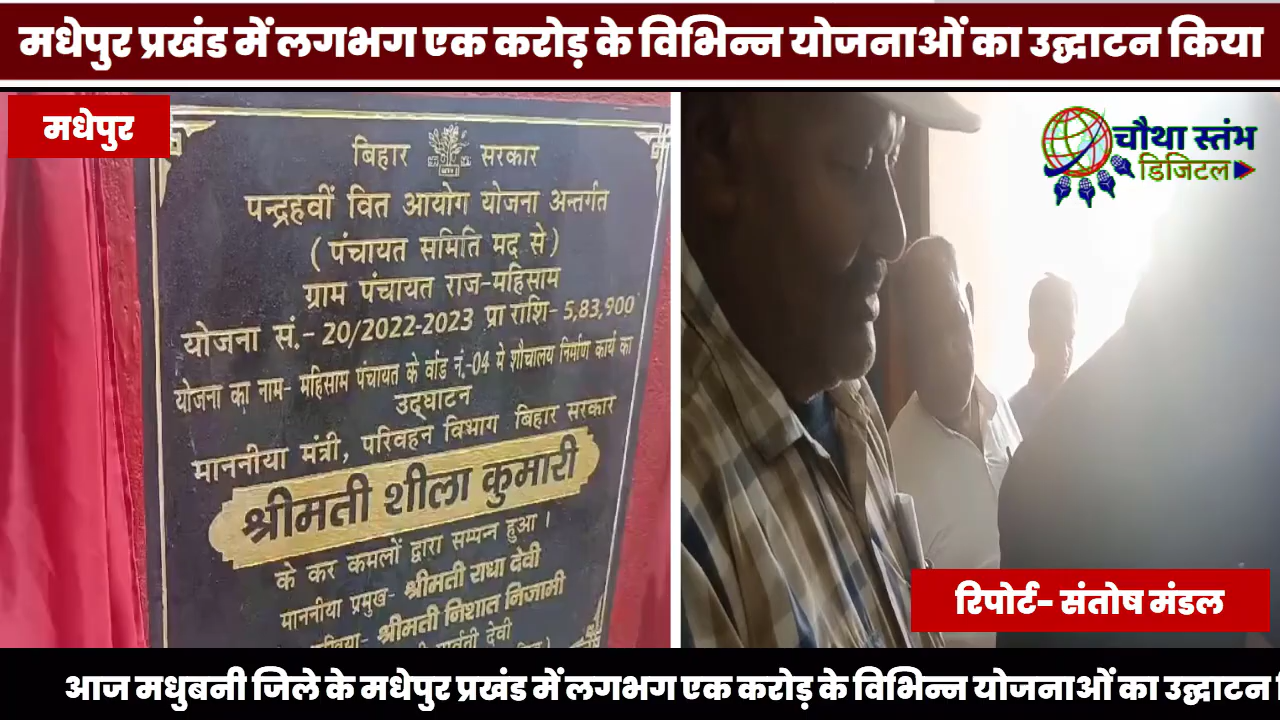 मधेपुर प्रखंड में लगभग एक करोड़ के विभिन्न योजनाओं का उद्घाटन किया
मधेपुर
चौथा स्तंभ
डिजिटल
बिहार सरकार
पन्द्रहवीं वित आयोग योजना अन्तर्गत
( पंचायत समिति मद से )
ग्राम पंचायत राज-महिसाम
योजना सं.- 20/2022-2023 प्रा राशि- 5,83,900
योजना का नाम- महिसाम पंचायत के वार्ड नं.-04 मे शौचालय निर्माण कार्य का
उद्घाटन
माननीया मंत्री, परिवहन विभाग बिहार सरकार
श्रीमती शीला कुमारी
के कर कमलों द्वारा सम्पन्न हुआ ।
माननीया प्रमुख- श्रीमती राधा देवी
श्रीमती निशात निजामी
देवी
रिपोर्ट- संतोष मंडल
आज मधुबनी जिले के मधेपुर प्रखंड में लगभग एक करोड़ के विभिन्न योजनाओं का उद्घाटन